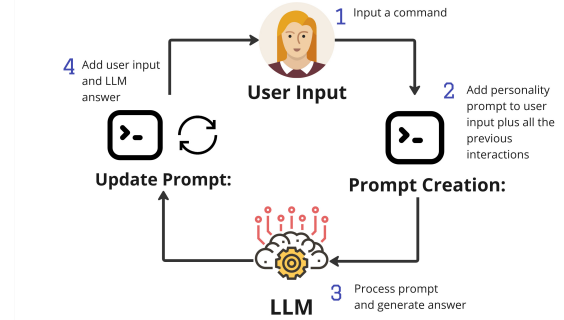 1 Input a command
User Input
4 Add user input
and LLM
answer
2 Add personality
prompt to user
input plus all the
previous
interactions
Update Prompt:
Prompt Creation:
3 Process prompt
and generate answer
LLM